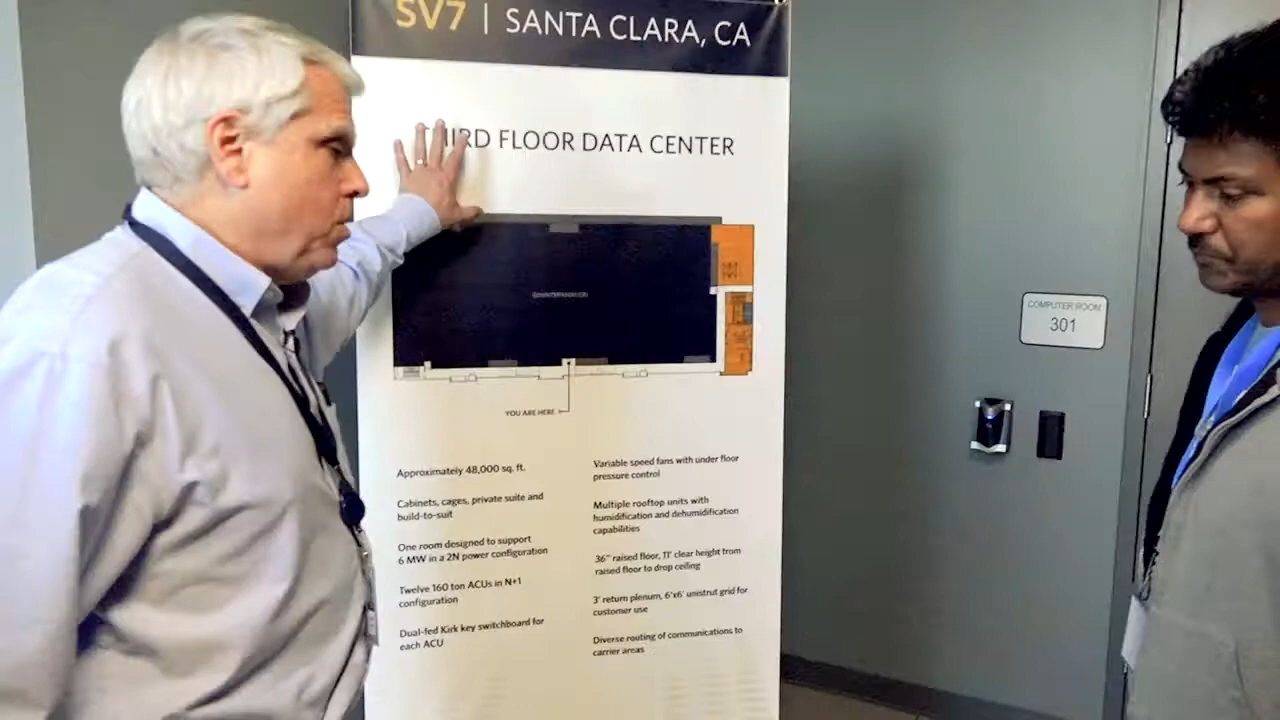 SV7 | SANTA CLARA, CA
THIRD FLOOR DATA CENTER
YOU ARE HERE
Approximately 48,000 sq. ft.
Cabinets, cages, private suite and
build-to-suit
One room designed to support
6 MW in a 2N power configuration
Twelve 160 ton ACUs in N+1
configuration
Dual-fed Kirk key switchboard for
each ACU
Variable speed fans with under floor
pressure control
Multiple rooftop units with
humidification and dehumidification
capabilities
36" raised floor, 11' clear height from
raised floor to drop ceiling
3' return plenum, 6'x6' unistrut grid for
customer use
Diverse routing of communications to
carrier areas
COMPUTER ROOM
301